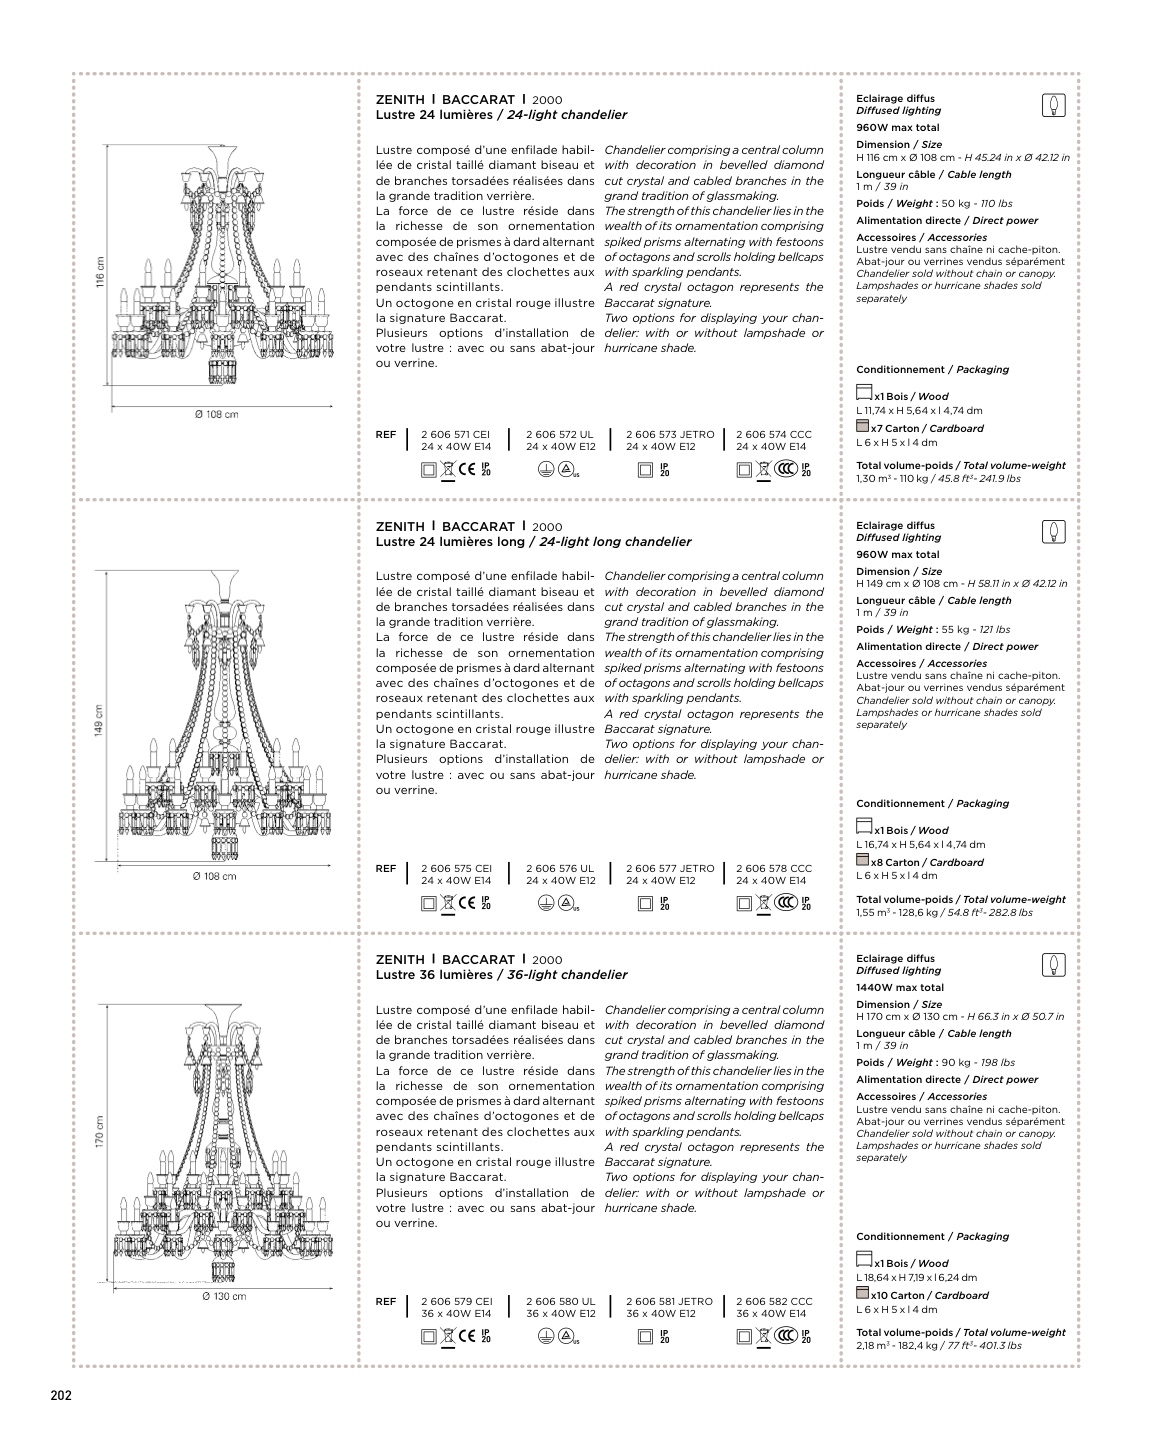 116 cm
Ø 108 cm
ZENITH I BACCARAT I 2000
Lustre 24 lumières / 24-light chandelier
Lustre composé d'une enfilade habil-
lée de cristal taillé diamant biseau et
de branches torsadées réalisées dans
la grande tradition verrière.
La force de ce lustre réside dans
la richesse de son ornementation
composée de prismes à dard alternant
avec des chaînes d'octogones et de
roseaux retenant des clochettes aux
pendants scintillants.
Un octogone en cristal rouge illustre
la signature Baccarat.
Plusieurs options d'installation de
votre lustre : avec ou sans abat-jour
ou verrine.
Chandelier comprising a central column
with decoration in bevelled diamond
cut crystal and cabled branches in the
grand tradition of glassmaking.
The strength of this chandelier lies in the
wealth of its ornamentation comprising
spiked prisms alternating with festoons
of octagons and scrolls holding bellcaps
with sparkling pendants.
A red crystal octagon represents the
Baccarat signature.
Two options for displaying your chan-
delier: with or without lampshade or
hurricane shade.
REF
2 606 571 CEI
24 x 40W E14
CE IP 20
2 606 572 UL
24 x 40W E12
US
2 606 573 JETRO
24 x 40W E12
IP 20
2 606 574 CCC
24 x 40W E14
CCC IP 20
Eclairage diffus
Diffused lighting
960W max total
Dimension / Size
H 116 cm x Ø 108 cm - H 45.24 in x Ø 42.12 in
Longueur câble / Cable length
1 m / 39 in
Poids / Weight : 50 kg - 110 lbs
Alimentation directe / Direct power
Accessoires / Accessories
Lustre vendu sans chaîne ni cache-piton.
Abat-jour ou verrines vendus séparément
Chandelier sold without chain or canopy.
Lampshades or hurricane shades sold
separately
Conditionnement / Packaging
x1 Bois / Wood
L 11,74 x H 5,64 x l 4,74 dm
x7 Carton / Cardboard
L 6 x H 5 x l 4 dm
Total volume-poids / Total volume-weight
1,30 m³ - 110 kg / 45.8 ft³- 241.9 lbs
149 cm
Ø 108 cm
ZENITH I BACCARAT I 2000
Lustre 24 lumières long / 24-light long chandelier
Lustre composé d'une enfilade habil-
lée de cristal taillé diamant biseau et
de branches torsadées réalisées dans
la grande tradition verrière.
La force de ce lustre réside dans
la richesse de son ornementation
composée de prismes à dard alternant
avec des chaînes d'octogones et de
roseaux retenant des clochettes aux
pendants scintillants.
Un octogone en cristal rouge illustre
la signature Baccarat.
Plusieurs options d'installation de
votre lustre : avec ou sans abat-jour
ou verrine.
Chandelier comprising a central column
with decoration in bevelled diamond
cut crystal and cabled branches in the
grand tradition of glassmaking.
The strength of this chandelier lies in the
wealth of its ornamentation comprising
spiked prisms alternating with festoons
of octagons and scrolls holding bellcaps
with sparkling pendants.
A red crystal octagon represents the
Baccarat signature.
Two options for displaying your chan-
delier: with or without lampshade or
hurricane shade.
REF
2 606 575 CEI
24 x 40W E14
CE IP 20
2 606 576 UL
24 x 40W E12
US
2 606 577 JETRO
24 x 40W E12
IP 20
2 606 578 CCC
24 x 40W E14
CCC IP 20
Eclairage diffus
Diffused lighting
960W max total
Dimension / Size
H 149 cm x Ø 108 cm - H 58.11 in x Ø 42.12 in
Longueur câble / Cable length
1 m / 39 in
Poids / Weight : 55 kg - 121 lbs
Alimentation directe / Direct power
Accessoires / Accessories
Lustre vendu sans chaîne ni cache-piton.
Abat-jour ou verrines vendus séparément
Chandelier sold without chain or canopy.
Lampshades or hurricane shades sold
separately
Conditionnement / Packaging
x1 Bois / Wood
L 16,74 x H 5,64 x l 4,74 dm
x8 Carton / Cardboard
L 6 x H 5 x l 4 dm
Total volume-poids / Total volume-weight
1,55 m³ - 128,6 kg / 54.8 ft³- 282.8 lbs
170 cm
Ø 130 cm
ZENITH I BACCARAT I 2000
Lustre 36 lumières / 36-light chandelier
Lustre composé d'une enfilade habil-
lée de cristal taillé diamant biseau et
de branches torsadées réalisées dans
la grande tradition verrière.
La force de ce lustre réside dans
la richesse de son ornementation
composée de prismes à dard alternant
avec des chaînes d'octogones et de
roseaux retenant des clochettes aux
pendants scintillants.
Un octogone en cristal rouge illustre
la signature Baccarat.
Plusieurs options d'installation de
votre lustre : avec ou sans abat-jour
ou verrine.
Chandelier comprising a central column
with decoration in bevelled diamond
cut crystal and cabled branches in the
grand tradition of glassmaking.
The strength of this chandelier lies in the
wealth of its ornamentation comprising
spiked prisms alternating with festoons
of octagons and scrolls holding bellcaps
with sparkling pendants.
A red crystal octagon represents the
Baccarat signature.
Two options for displaying your chan-
delier: with or without lampshade or
hurricane shade.
REF
2 606 579 CEI
36 x 40W E14
CE IP 20
2 606 580 UL
36 x 40W E12
US
2 606 581 JETRO
36 x 40W E12
IP 20
2 606 582 CCC
36 x 40W E14
CCC IP 20
Eclairage diffus
Diffused lighting
1440W max total
Dimension / Size
H 170 cm x Ø 130 cm - H 66.3 in x Ø 50.7 in
Longueur câble / Cable length
1 m / 39 in
Poids / Weight : 90 kg - 198 lbs
Alimentation directe / Direct power
Accessoires / Accessories
Lustre vendu sans chaîne ni cache-piton.
Abat-jour ou verrines vendus séparément
Chandelier sold without chain or canopy.
Lampshades or hurricane shades sold
separately
Conditionnement / Packaging
x1 Bois / Wood
L 18,64 x H 7,19 x l 6,24 dm
x10 Carton / Cardboard
L 6 x H 5 x l 4 dm
Total volume-poids / Total volume-weight
2,18 m³ - 182,4 kg / 77 ft³- 401.3 lbs
202